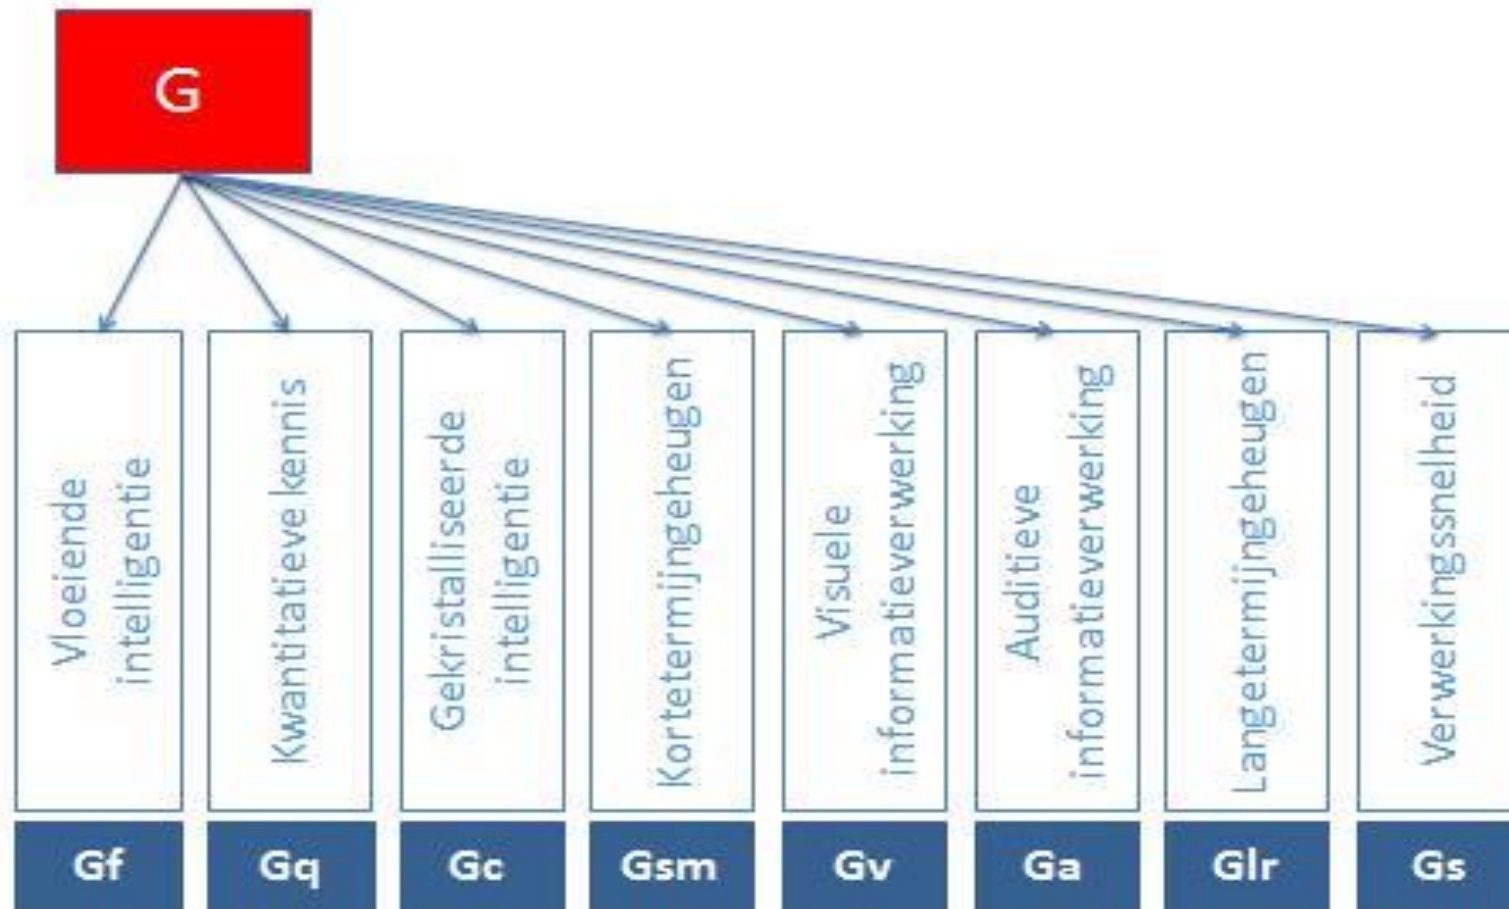 G
Vloeiende
intelligentie
Kwantitatieve kennis
Gekristalliseerde
intelligentie
Kortetermijngeheugen
Visuele
informatieverwerking
Auditieve
informatieverwerking
Langetermijngeheugen
Verwerkingssnelheid
Gf
Gq
Gc
Gsm
Gv
Ga
Glr
Gs